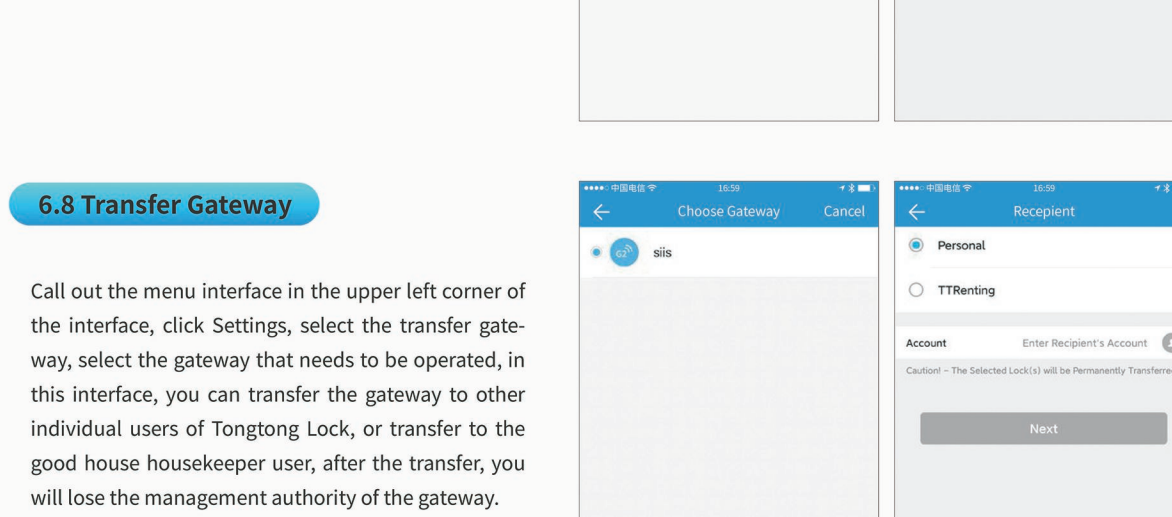 6.8 Transfer Gateway
Call out the menu interface in the upper left corner of
the interface, click Settings, select the transfer gate-
way, select the gateway that needs to be operated, in
this interface, you can transfer the gateway to other
individual users of Tongtong Lock, or transfer to the
good house housekeeper user, after the transfer, you
will lose the management authority of the gateway.
中国电信 16:59
Choose Gateway Cancel
G2 siis
中国电信 16:59
Recepient
Personal
TTRenting
Account Enter Recipient's Account
Caution! – The Selected Lock(s) will be Permanently Transferre
Next